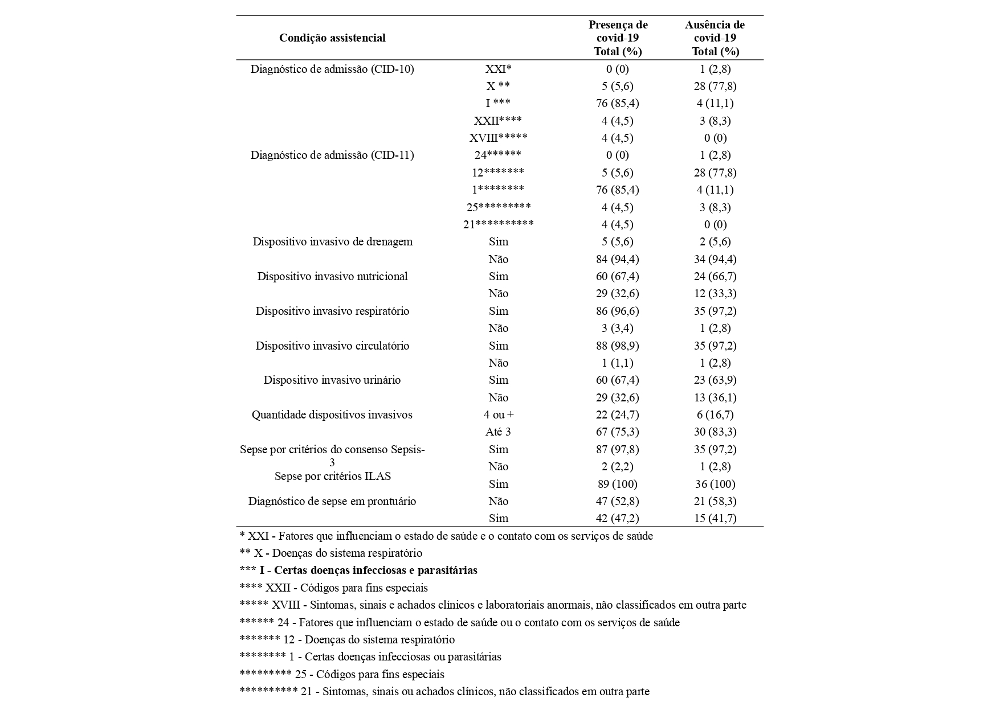 Condição assistencial Presença de covid-19 Total (%) Ausência de covid-19 Total (%)
Diagnóstico de admissão (CID-10) XXI* 0 (0) 1 (2,8)
X ** 5 (5,6) 28 (77,8)
I *** 76 (85,4) 4 (11,1)
XXII**** 4 (4,5) 3 (8,3)
XVIII***** 4 (4,5) 0 (0)
Diagnóstico de admissão (CID-11) 24****** 0 (0) 1 (2,8)
12******* 5 (5,6) 28 (77,8)
1******** 76 (85,4) 4 (11,1)
25********* 4 (4,5) 3 (8,3)
21********** 4 (4,5) 0 (0)
Dispositivo invasivo de drenagem Sim 5 (5,6) 2 (5,6)
Não 84 (94,4) 34 (94,4)
Dispositivo invasivo nutricional Sim 60 (67,4) 24 (66,7)
Não 29 (32,6) 12 (33,3)
Dispositivo invasivo respiratório Sim 86 (96,6) 35 (97,2)
Não 3 (3,4) 1 (2,8)
Dispositivo invasivo circulatório Sim 88 (98,9) 35 (97,2)
Não 1 (1,1) 1 (2,8)
Dispositivo invasivo urinário Sim 60 (67,4) 23 (63,9)
Não 29 (32,6) 13 (36,1)
Quantidade dispositivos invasivos 4 ou + 22 (24,7) 6 (16,7)
Até 3 67 (75,3) 30 (83,3)
Sepse por critérios do consenso Sepsis- Sim 87 (97,8) 35 (97,2)
3
Não 2 (2,2) 1 (2,8)
Sepse por critérios ILAS
Sim 89 (100) 36 (100)
Diagnóstico de sepse em prontuário Não 47 (52,8) 21 (58,3)
Sim 42 (47,2) 15 (41,7)
* XXI - Fatores que influenciam o estado de saúde e o contato com os serviços de saúde
** X - Doenças do sistema respiratório
*** I - Certas doenças infecciosas e parasitárias
**** XXII - Códigos para fins especiais
***** XVIII - Sintomas, sinais e achados clínicos e laboratoriais anormais, não classificados em outra parte
****** 24 - Fatores que influenciam o estado de saúde ou o contato com os serviços de saúde
******* 12 - Doenças do sistema respiratório
******** 1 - Certas doenças infecciosas ou parasitárias
********* 25 - Códigos para fins especiais
********** 21 - Sintomas, sinais ou achados clínicos, não classificados em outra parte